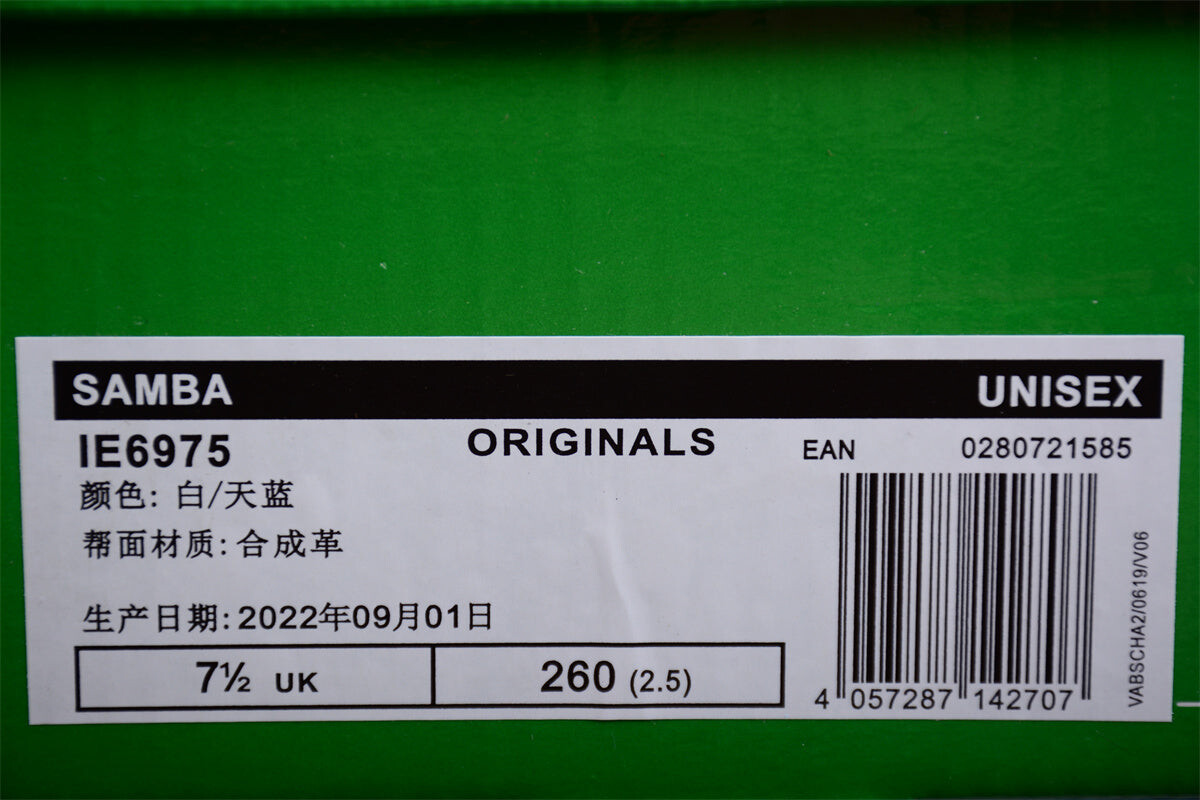 SAMBA UNISEX
IE6975 ORIGINALS EAN 0280721585
颜色: 白/天蓝
帮面材质: 合成革
生产日期: 2022年09月01日
7½ UK 260 (2.5)
4 057287 142707
VABSCHA2/0619/V06